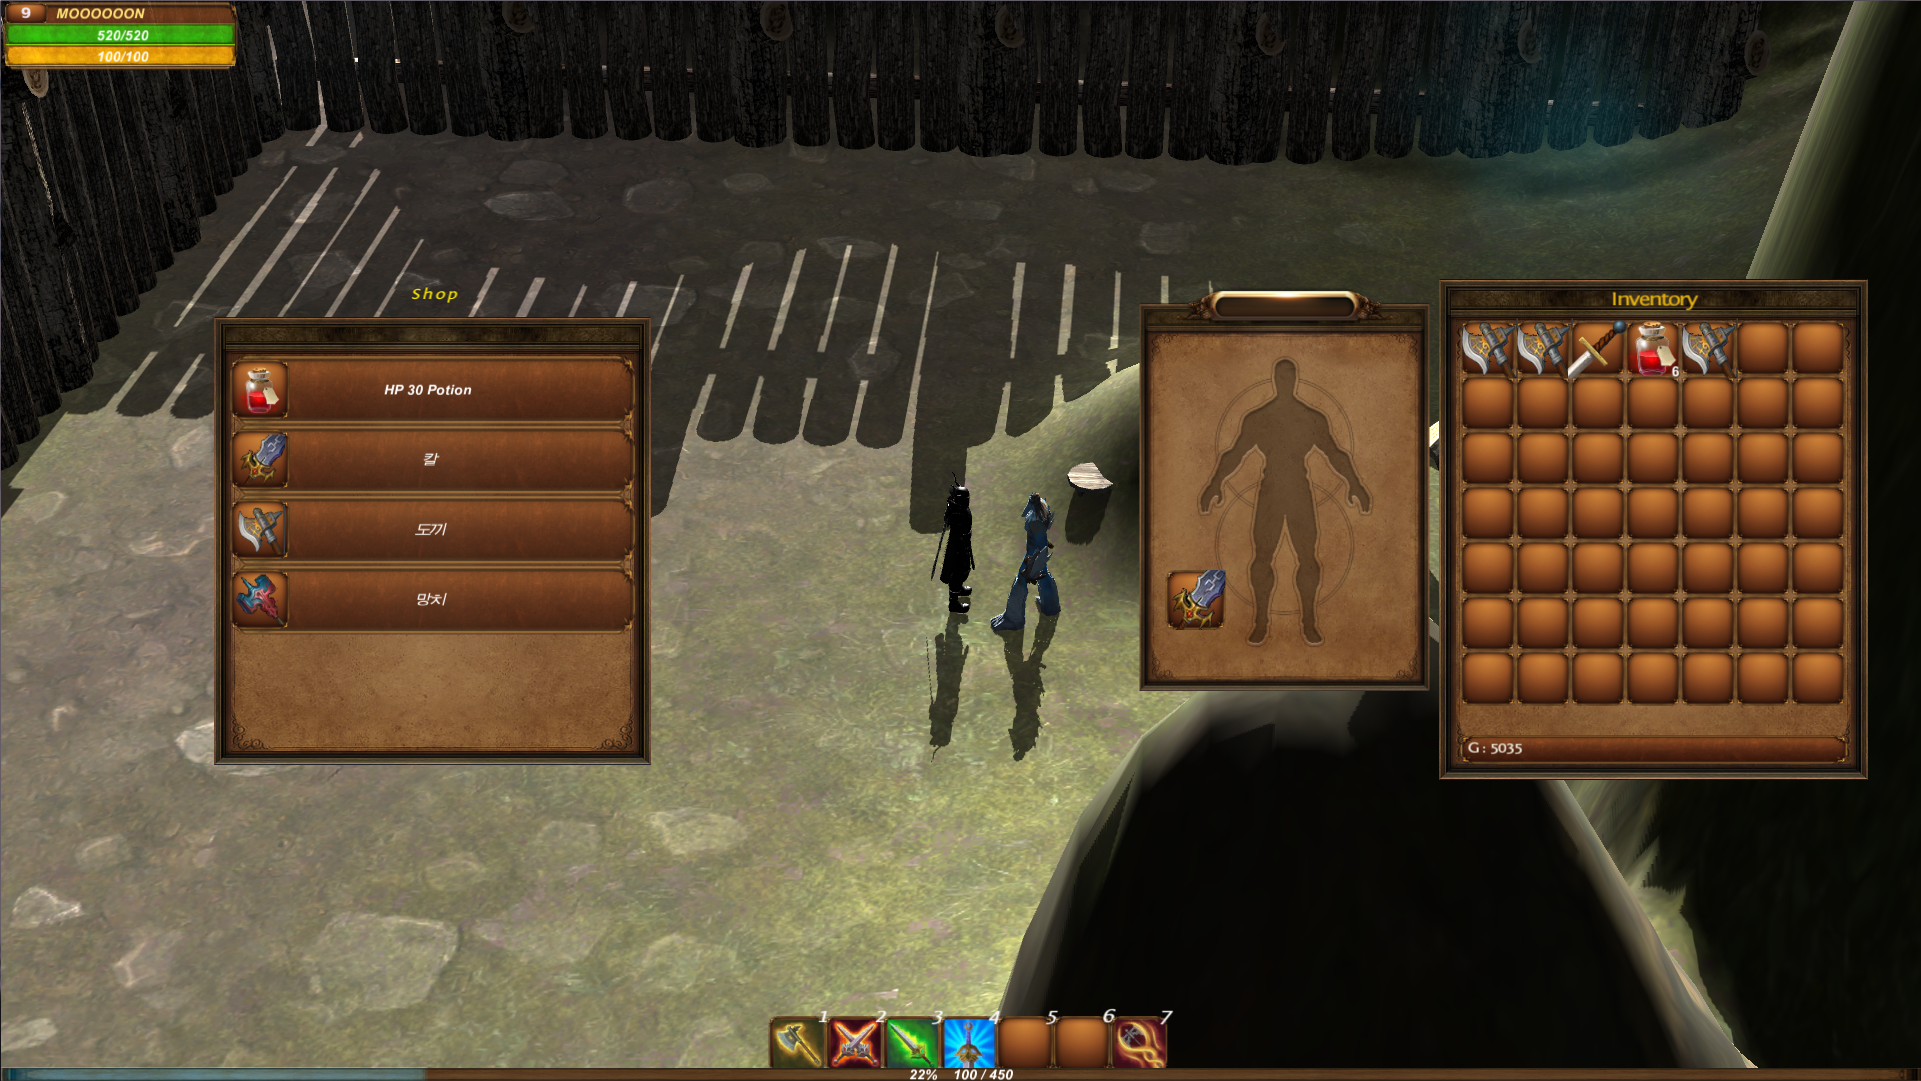 9 MOOOOOON
520/520
100/100
Shop
HP 30 Potion
칼
도끼
망치
Inventory
6
G : 5035
1 2 3 4 5 6 7
22% 100 / 450